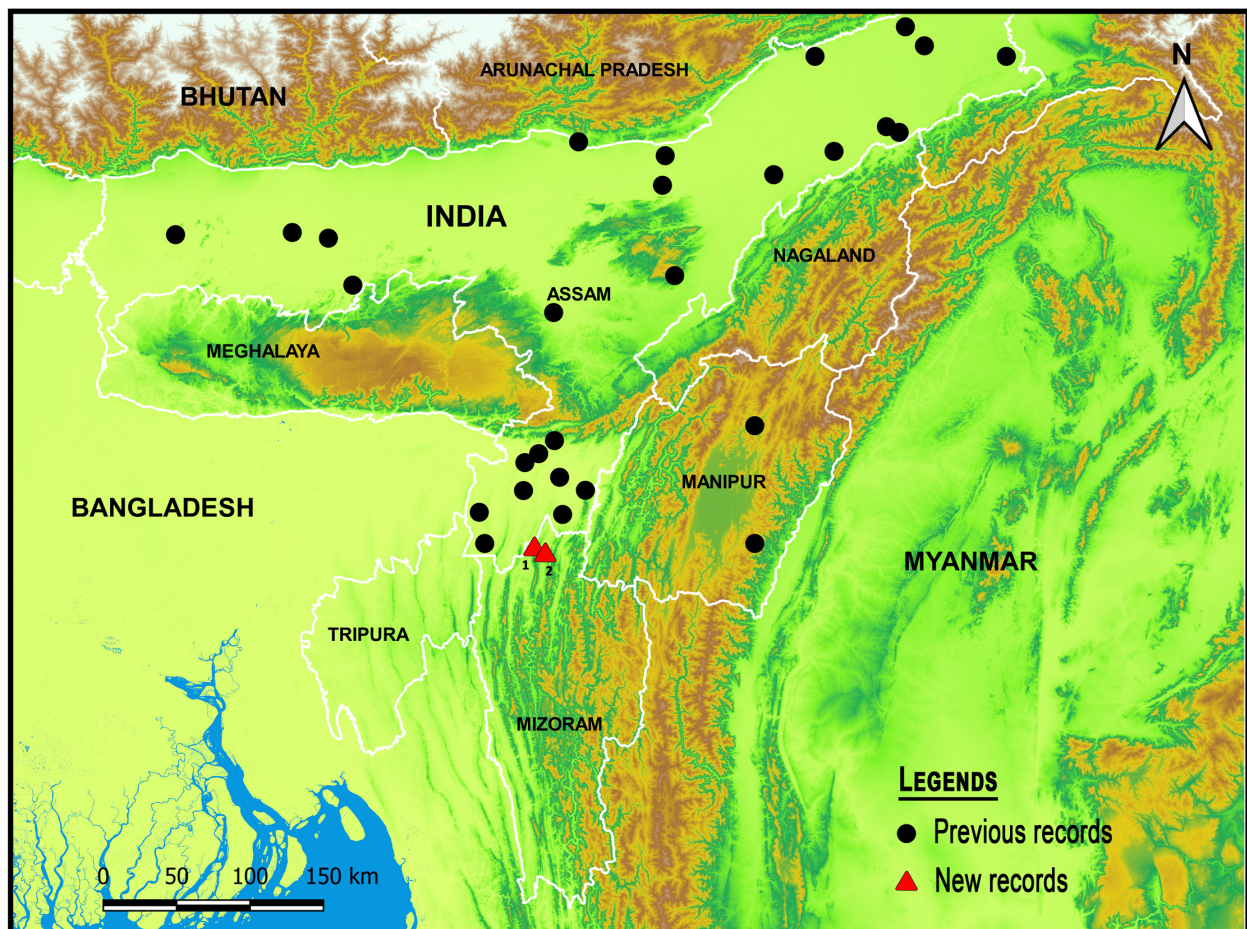 N
ARUNACHAL PRADESH
BHUTAN
INDIA
NAGALAND
ASSAM
MEGHALAYA
MANIPUR
BANGLADESH
MYANMAR
1
2
TRIPURA
MIZORAM
LEGENDS
Previous records
New records
0 50 100 150 km